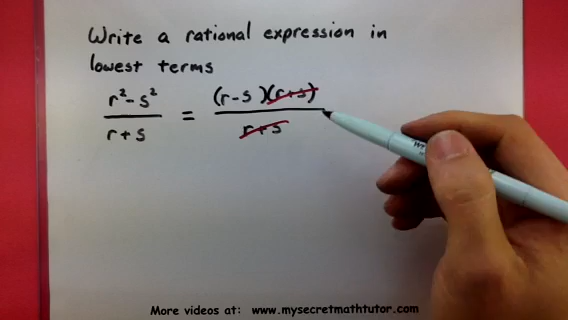 Write a rational expression in
lowest terms
r² - s² / r + s = (r - s)(r + s) / r + s
More videos at: www.mysecretmathtutor.com